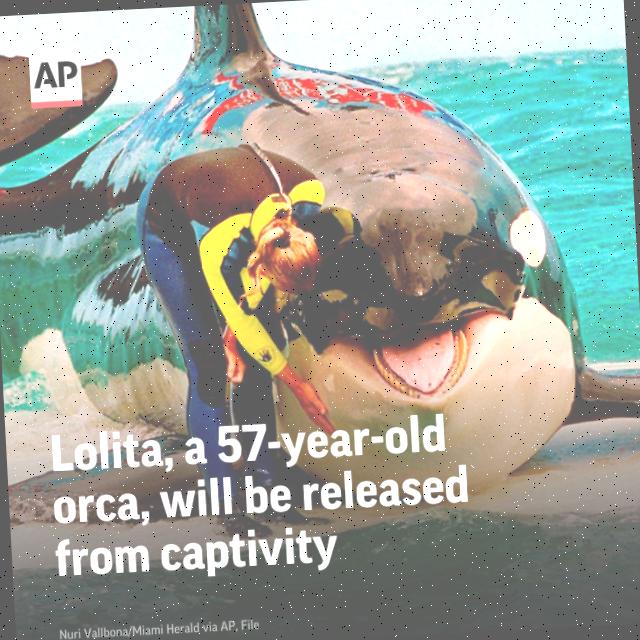 AP
Lolita, a 57-year-old
orca, will be released
from captivity
Nuri Vallbona/Miami Herald via AP, File